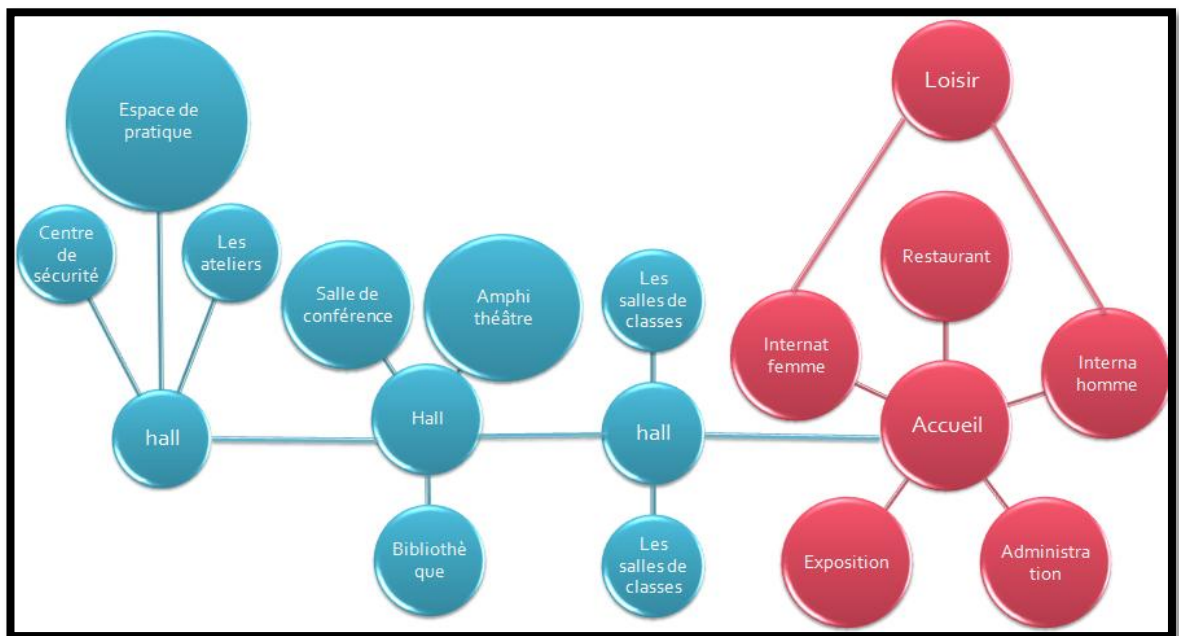 Loisir
Espace de
pratique
Centre
de
sécurité
Les
ateliers
Restaurant
Salle de
conférence
Amphi
théâtre
Les
salles de
classes
Internat
femme
Interna
homme
hall
Hall
hall
Accueil
Bibliothè
que
Les
salles de
classes
Exposition
Administra
tion